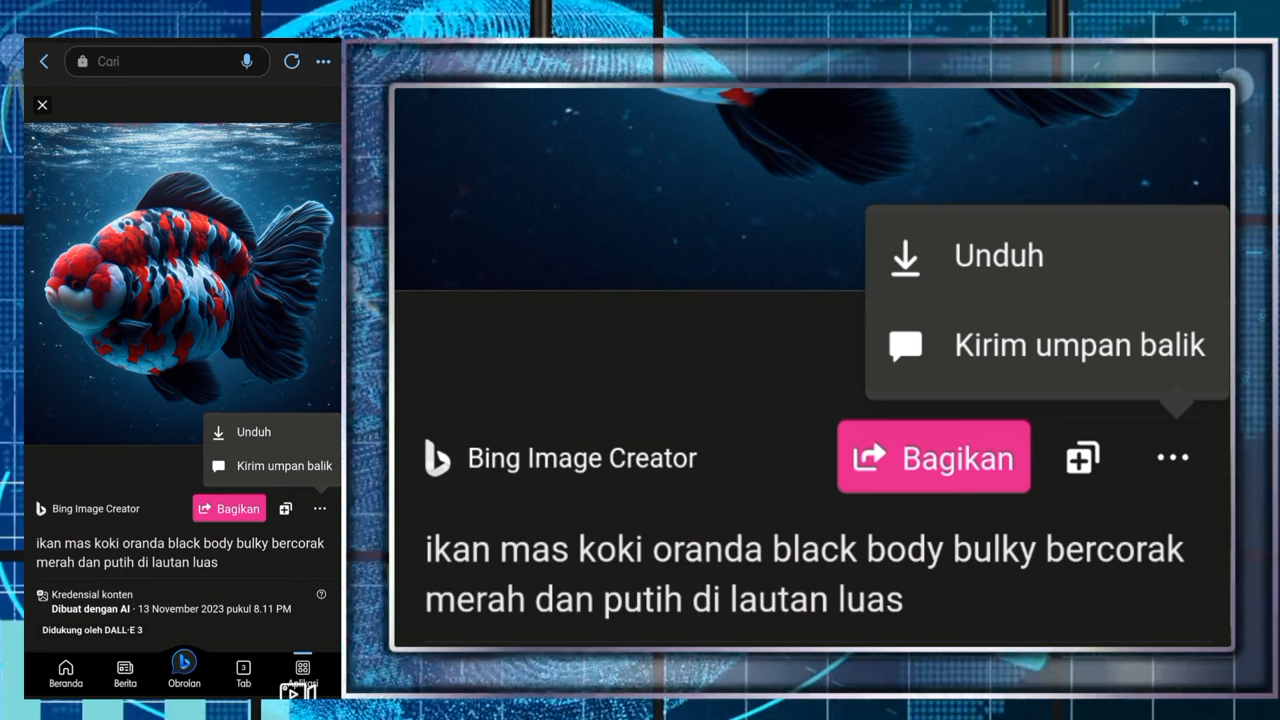 Cari
Unduh
Kirim umpan balik
Bing Image Creator
Bagikan
ikan mas koki oranda black body bulky bercorak
merah dan putih di lautan luas
Kredensial konten
Dibuat dengan AI · 13 November 2023 pukul 8.11 PM
Didukung oleh DALL·E 3
Beranda
Berita
Obrolan
3
Tab
Aplikasi
Unduh
Kirim umpan balik
Bing Image Creator
Bagikan
ikan mas koki oranda black body bulky bercorak
merah dan putih di lautan luas